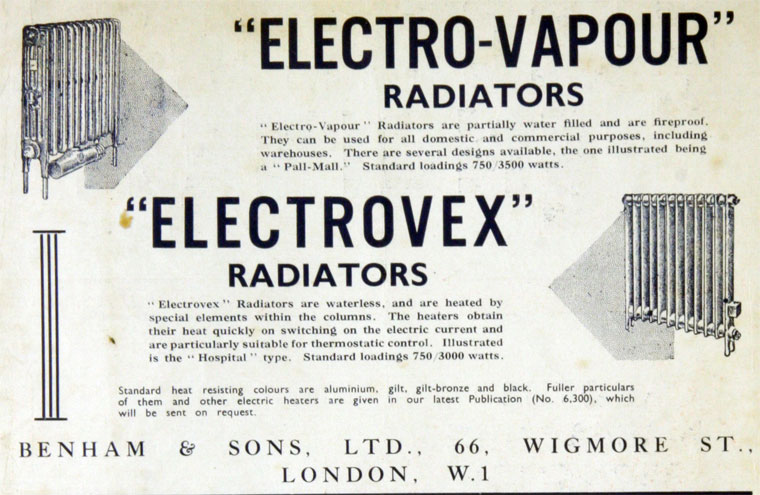 "ELECTRO-VAPOUR"
RADIATORS
"Electro-Vapour" Radiators are partially water filled and are fireproof.
They can be used for all domestic and commercial purposes, including
warehouses. There are several designs available, the one illustrated being
a "Pall-Mall." Standard loadings 750/3500 watts.
"ELECTROVEX"
RADIATORS
"Electrovex" Radiators are waterless, and are heated by
special elements within the columns. The heaters obtain
their heat quickly on switching on the electric current and
are particularly suitable for thermostatic control. Illustrated
is the "Hospital" type. Standard loadings 750/3000 watts.
Standard heat resisting colours are aluminium, gilt, gilt-bronze and black. Fuller particulars
of them and other electric heaters are given in our latest Publication (No. 6,300), which
will be sent on request.
BENHAM & SONS, LTD., 66, WIGMORE ST.,
LONDON, W.1